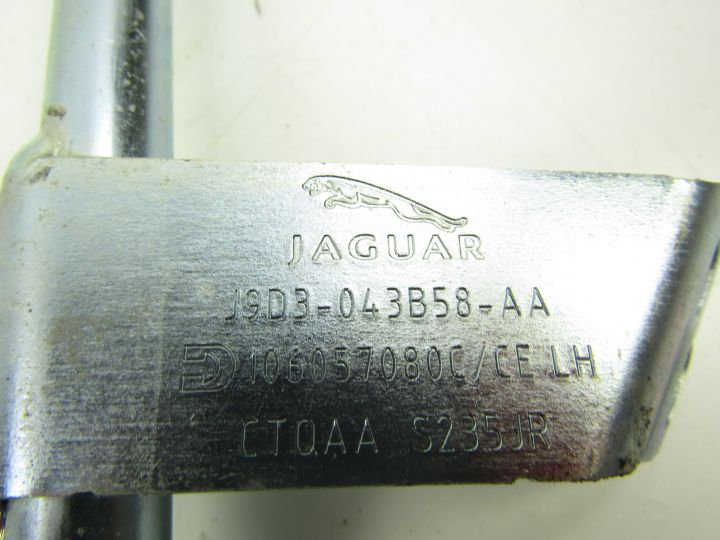 JAGUAR
J9D3-043B58-AA
106057080C/CE LH
CTQAA S235JR